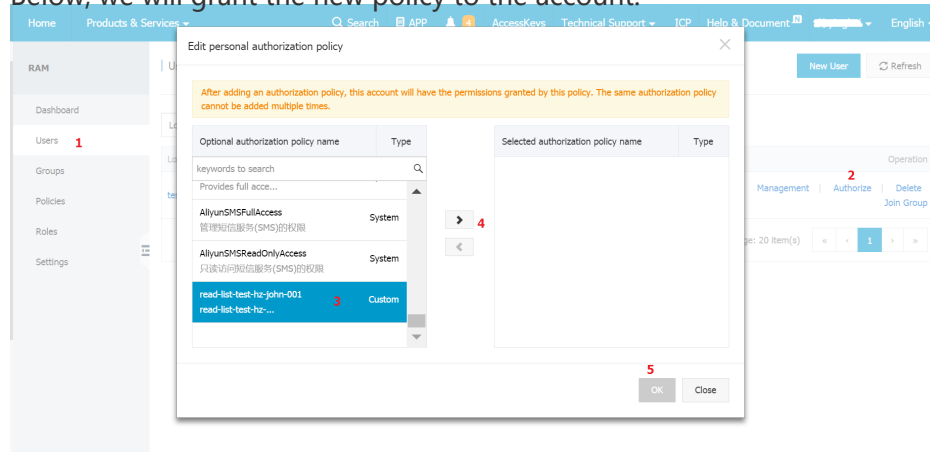 Below, we will grant the new policy to the account.
Home Products & Services Search APP 4 AccessKeys Technical Support ICP Help & Document N English
Edit personal authorization policy
RAM
New User Refresh
After adding an authorization policy, this account will have the permissions granted by this policy. The same authorization policy
cannot be added multiple times.
Dashboard
Users 1
Groups
Policies
Roles
Settings
Optional authorization policy name Type
keywords to search
Provides full acce...
AliyunSMSFullAccess System
管理短信服务(SMS)的权限
AliyunSMSReadOnlyAccess System
只读访问短信服务(SMS)的权限
read-list-test-hz-john-001 3 Custom
read-list-test-hz-...
4
Selected authorization policy name Type
Operation
2
Management | Authorize | Delete
Join Group
20 item(s) « ‹ 1 › »
5
OK Close